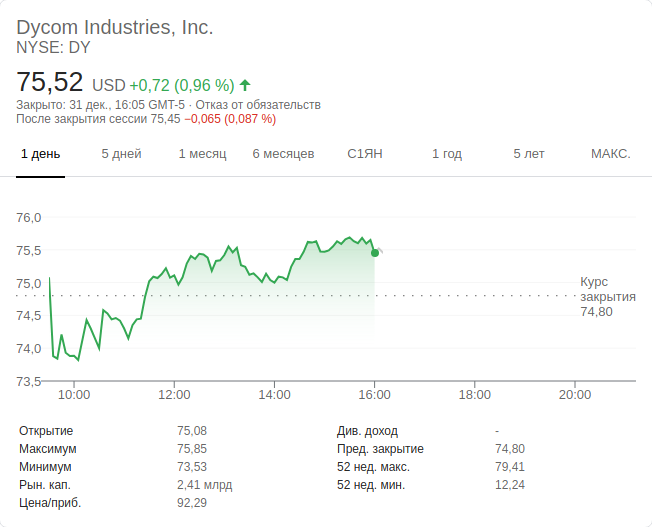 Dycom Industries, Inc.
NYSE: DY
75,52 USD +0,72 (0,96 %)
Закрыто: 31 дек., 16:05 GMT-5 · Отказ от обязательств
После закрытия сессии 75,45 −0,065 (0,087 %)
1 день 5 дней 1 месяц 6 месяцев С1ЯН 1 год 5 лет МАКС.
76,0
75,5
75,0
74,5
74,0
73,5
Курс
закрытия
74,80
10:00 12:00 14:00 16:00 18:00 20:00
Открытие 75,08 Див. доход -
Максимум 75,85 Пред. закрытие 74,80
Минимум 73,53 52 нед. макс. 79,41
Рын. кап. 2,41 млрд 52 нед. мин. 12,24
Цена/приб. 92,29